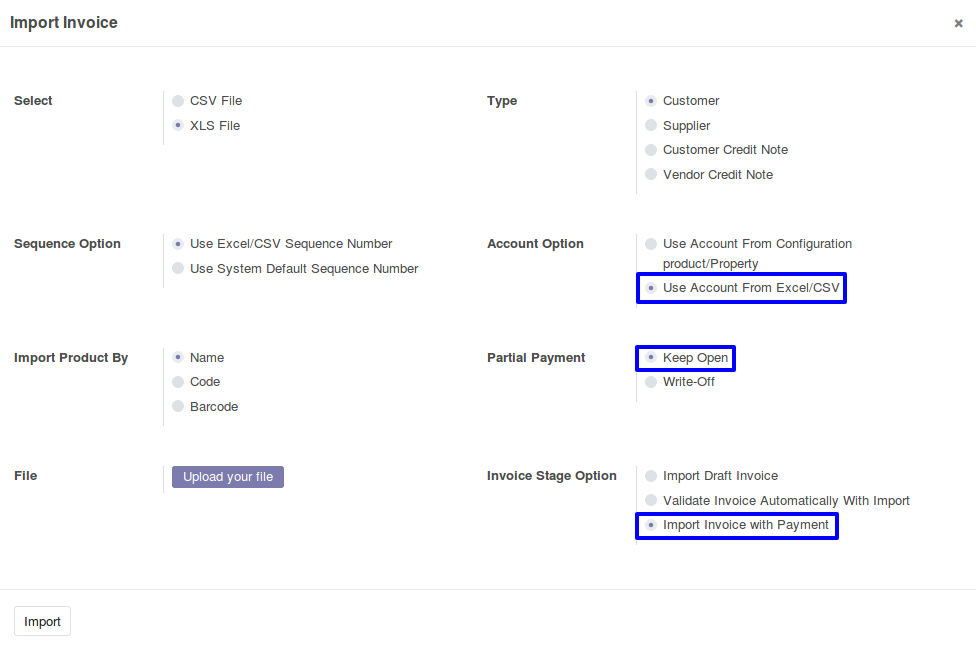 Import Invoice
×
Select
CSV File
XLS File
Type
Customer
Supplier
Customer Credit Note
Vendor Credit Note
Sequence Option
Use Excel/CSV Sequence Number
Use System Default Sequence Number
Account Option
Use Account From Configuration
product/Property
Use Account From Excel/CSV
Import Product By
Name
Code
Barcode
Partial Payment
Keep Open
Write-Off
File
Upload your file
Invoice Stage Option
Import Draft Invoice
Validate Invoice Automatically With Import
Import Invoice with Payment
Import